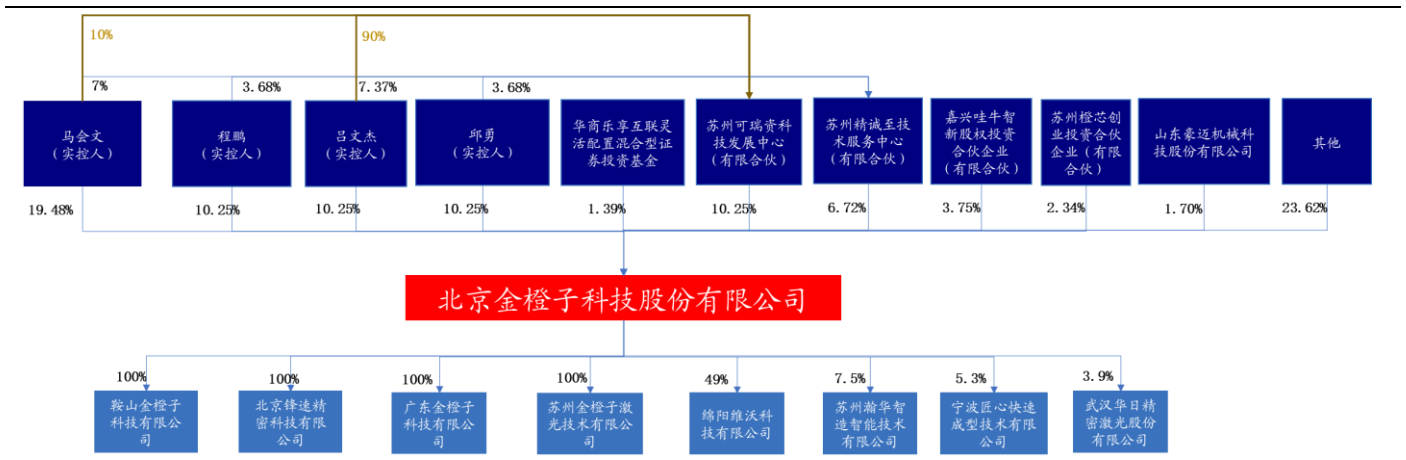 10%
90%
7%
3.68%
7.37%
3.68%
马会文
（实控人）
程鹏
（实控人）
吕文杰
（实控人）
邱勇
（实控人）
华商乐享互联灵
活配置混合型证
券投资基金
苏州可瑞资科
技发展中心
（有限合伙）
苏州精诚至技
术服务中心
（有限合伙）
嘉兴哇牛智
新股权投资
合伙企业
（有限合伙）
苏州橙芯创
业投资合伙
企业（有限
合伙）
山东豪迈机械科
技股份有限公司
其他
19.48%
10.25%
10.25%
10.25%
1.39%
10.25%
6.72%
3.75%
2.34%
1.70%
23.62%
北京金橙子科技股份有限公司
100%
100%
100%
100%
49%
7.5%
5.3%
3.9%
鞍山金橙子
科技有限公
司
北京锋速精
密科技有限
公司
广东金橙子
科技有限公
司
苏州金橙子激
光技术有限公
司
绵阳维沃科
技有限公司
苏州瀚华智
造智能技术
有限公司
宁波匠心快速
成型技术有限
公司
武汉华日精
密激光股份
有限公司